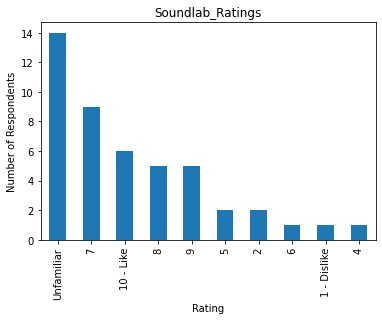 Soundlab_Ratings
Number of Respondents
14
12
10
8
6
4
2
0
Unfamiliar
7
10 - Like
8
9
5
2
6
1 - Dislike
4
Rating